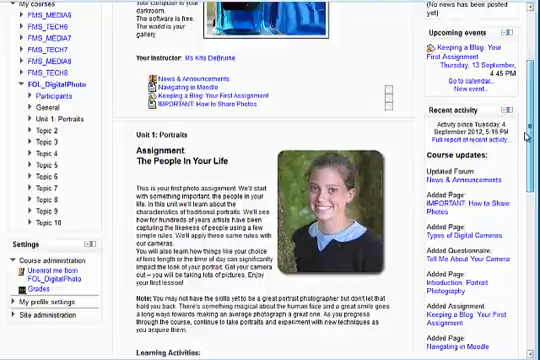 My courses
FMS_MEDIA6
FMS_TECH6
FMS_MEDIA7
FMS_TECH7
FMS_MEDIA8
FMS_TECH8
FOL_DigitalPhoto
Participants
General
Unit 1: Portraits
Topic 2
Topic 3
Topic 4
Topic 5
Topic 6
Topic 7
Topic 8
Topic 9
Topic 10
Settings
Course administration
Unenrol me from
FOL_DigitalPhoto
Grades
My profile settings
Site administration
Your computer is your
darkroom.
The software is free.
The world is your
gallery.
Your Instructor: Ms Kris DaBrune
News & Announcements
Navigating in Moodle
Keeping a Blog: Your First Assignment
IMPORTANT: How to Share Photos
Unit 1: Portraits
Assignment:
The People In Your Life
This is your first photo assignment. We'll start
with something important, the people in your
life. In this unit we'll learn about the
characteristics of traditional portraits. We'll see
how for hundreds of years artists have been
capturing the likeness of people using a few
simple rules. We'll apply these same rules with
our cameras.
You will also learn how things like your choice
of lens length or the time of day can significantly
impact the look of your portrait. Get your camera
out -- you will be taking lots of pictures. Enjoy
your first lesson!
Note: You may not have the skills yet to be a great portrait photographer but don't let that
hold you back. There's something magical about the human face and a great smile goes
a long ways towards making an average photograph a great one. As you progress
through the course, continue to take portraits and experiment with new techniques as
you acquire them.
Learning Activities:
(No news has been posted
yet)
Upcoming events
Keeping a Blog: Your
First Assignment
Thursday, 13
September,
4:45 PM
Go to calendar...
New event...
Recent activity
Activity since Tuesday, 4
September 2012, 5:16 PM
Full report of recent activity...
Course updates:
Updated Forum:
News & Announcements
Added Page:
IMPORTANT: How to Share
Photos
Added Page:
Types of Digital Cameras
Added Questionnaire:
Tell Me About Your Camera
Added Page:
Introduction: Portrait
Photography
Added Assignment:
Keeping a Blog: Your First
Assignment
Added Page:
Navigating in Moodle